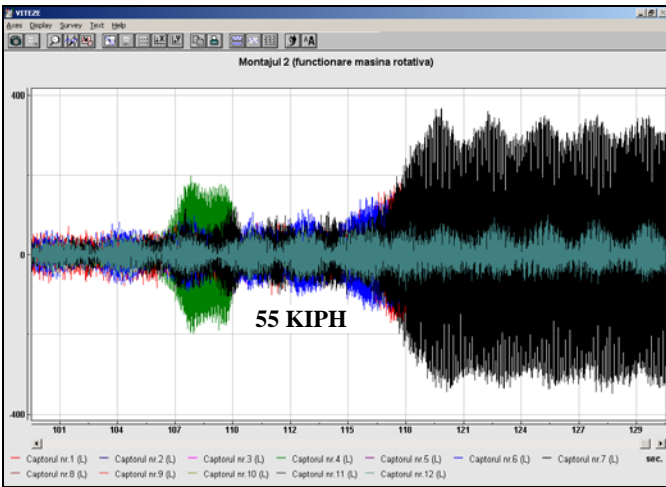 VITEZE
Axes Display Survey Text Help
Montajul 2 (functionare masina rotativa)
400
0
-400
55 KIPH
101 104 107 110 112 115 118 121 123 126 129
sec.
Captorul nr.1 (L) Captorul nr.2 (L) Captorul nr.3 (L) Captorul nr.4 (L) Captorul nr.5 (L) Captorul nr.6 (L) Captorul nr.7 (L)
Captorul nr.8 (L) Captorul nr.9 (L) Captorul nr.10 (L) Captorul nr.11 (L) Captorul nr.12 (L)